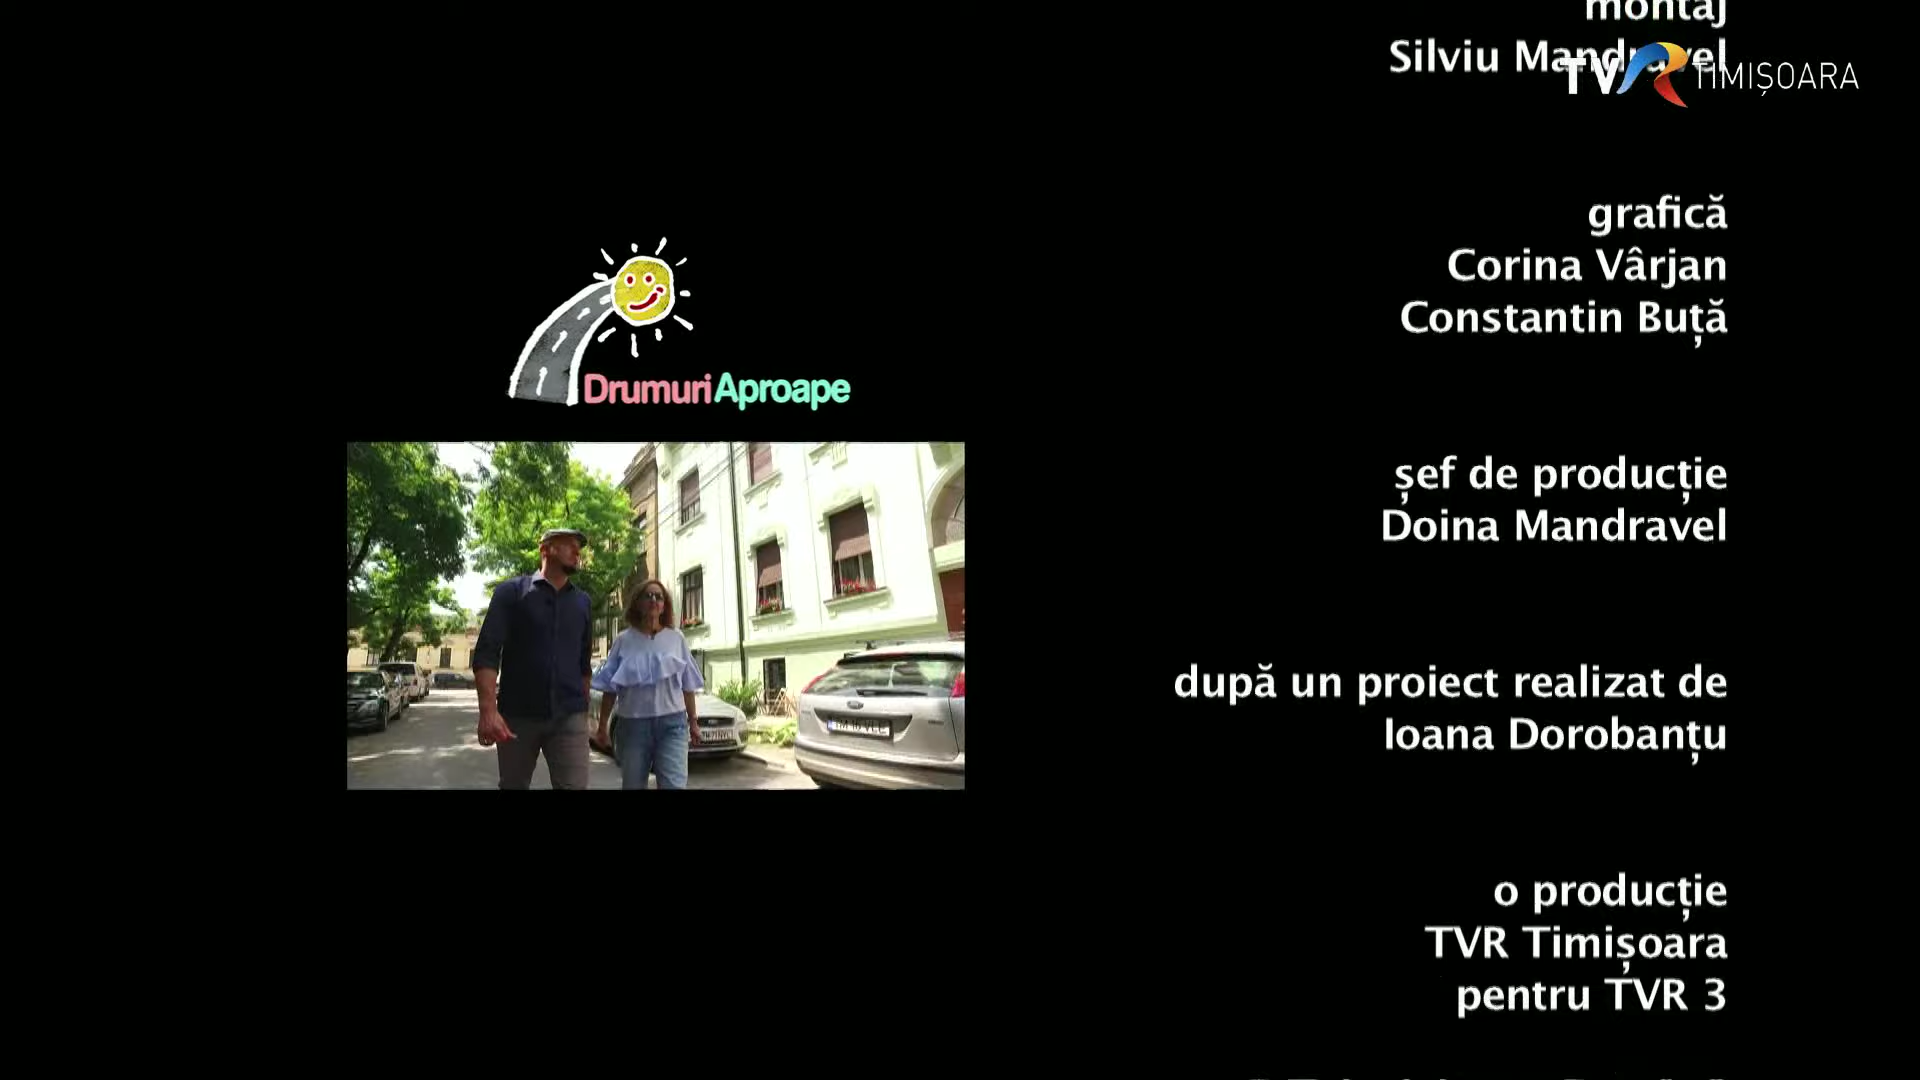 montaj
Silviu Mandravel
TVR TIMIȘOARA
grafică
Corina Vârjan
Constantin Buță
DrumuriAproape
șef de producție
Doina Mandravel
după un proiect realizat de
Ioana Dorobanțu
o producție
TVR Timișoara
pentru TVR 3